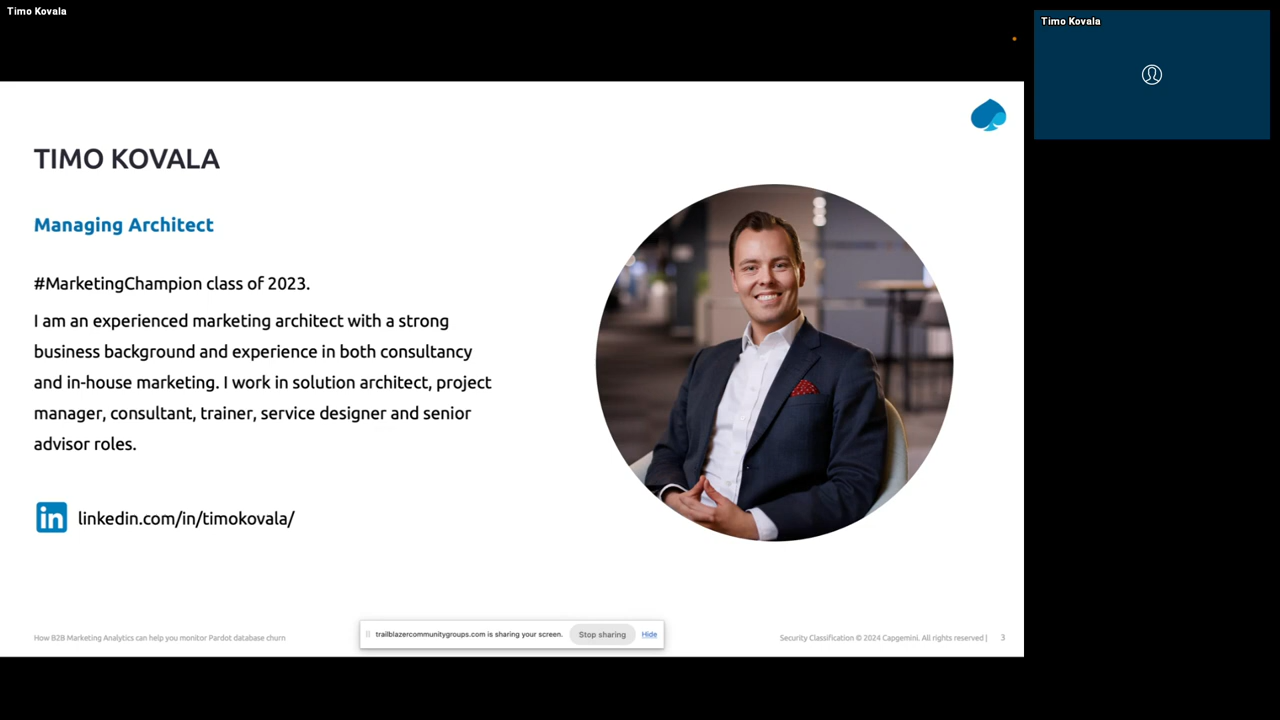 Timo Kovala
Timo Kovala
TIMO KOVALA
Managing Architect
#MarketingChampion class of 2023.
I am an experienced marketing architect with a strong
business background and experience in both consultancy
and in-house marketing. I work in solution architect, project
manager, consultant, trainer, service designer and senior
advisor roles.
in linkedin.com/in/timokovala/
How B2B Marketing Analytics can help you monitor Pardot database churn
trailblazercommunitygroups.com is sharing your screen. Stop sharing Hide
Security Classification © 2024 Capgemini. All rights reserved | 3